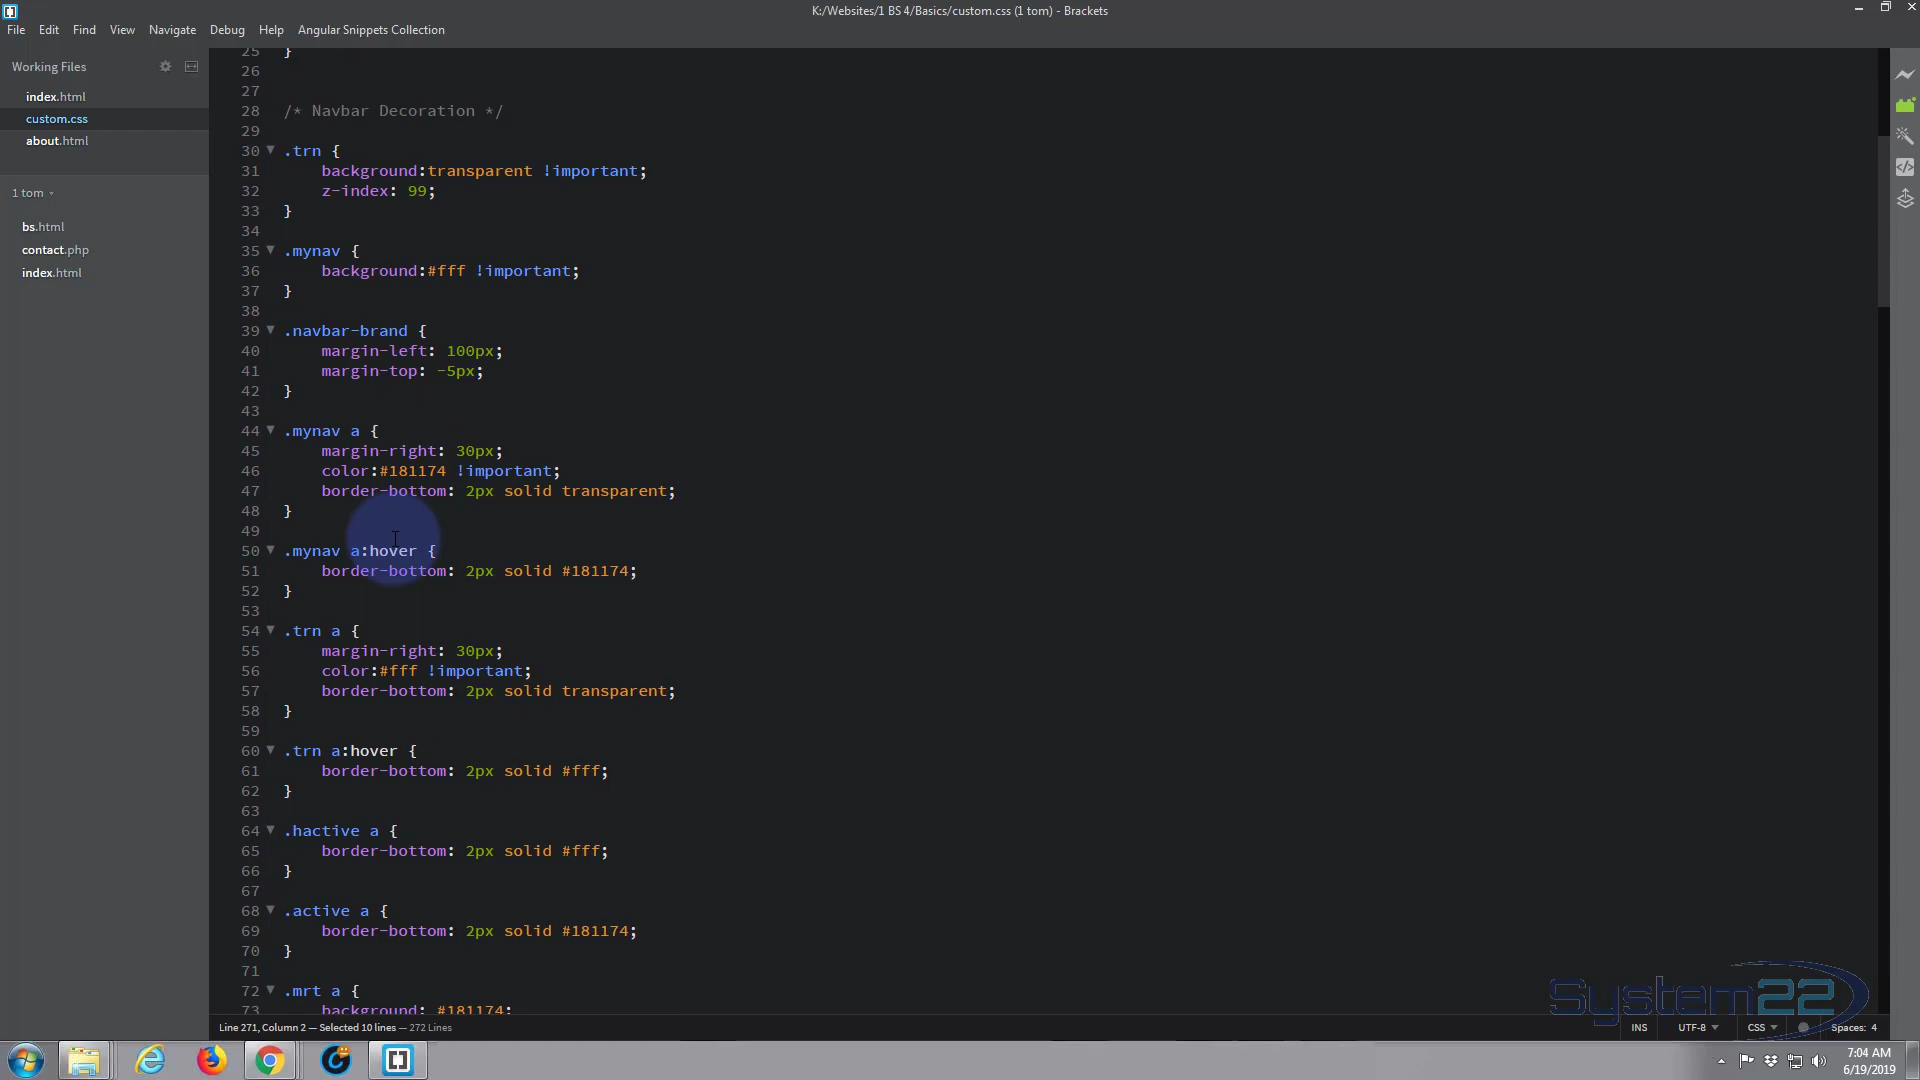 K:/Websites/1 BS 4/Basics/custom.css (1 tom) - Brackets
File Edit Find View Navigate Debug Help Angular Snippets Collection
Working Files
index.html
custom.css
about.html
1 tom
bs.html
contact.php
index.html
25 }
26
27
28 /* Navbar Decoration */
29
30 .trn {
31 background:transparent !important;
32 z-index: 99;
33 }
34
35 .mynav {
36 background:#fff !important;
37 }
38
39 .navbar-brand {
40 margin-left: 100px;
41 margin-top: -5px;
42 }
43
44 .mynav a {
45 margin-right: 30px;
46 color:#181174 !important;
47 border-bottom: 2px solid transparent;
48 }
49
50 .mynav a:hover {
51 border-bottom: 2px solid #181174;
52 }
53
54 .trn a {
55 margin-right: 30px;
56 color:#fff !important;
57 border-bottom: 2px solid transparent;
58 }
59
60 .trn a:hover {
61 border-bottom: 2px solid #fff;
62 }
63
64 .hactive a {
65 border-bottom: 2px solid #fff;
66 }
67
68 .active a {
69 border-bottom: 2px solid #181174;
70 }
71
72 .mrt a {
73 background: #181174;
System22
Line 271, Column 2 — Selected 10 lines — 272 Lines
INS UTF-8 CSS Spaces: 4
7:04 AM
6/19/2019